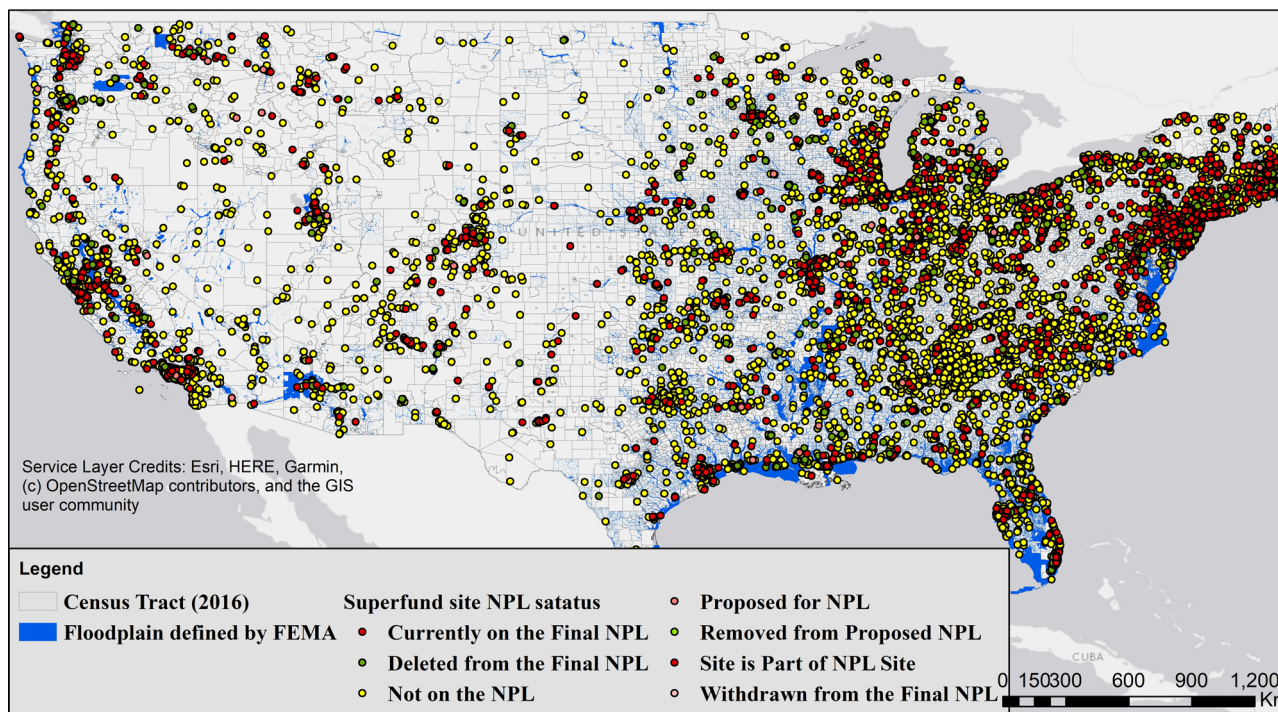 UNITED S
Service Layer Credits: Esri, HERE, Garmin,
(c) OpenStreetMap contributors, and the GIS
user community
Legend
Census Tract (2016)
Floodplain defined by FEMA
Superfund site NPL satatus
Currently on the Final NPL
Deleted from the Final NPL
Not on the NPL
Proposed for NPL
Removed from Proposed NPL
Site is Part of NPL Site
Withdrawn from the Final NPL
CUBA
0 150300 600 900 1,200
Km